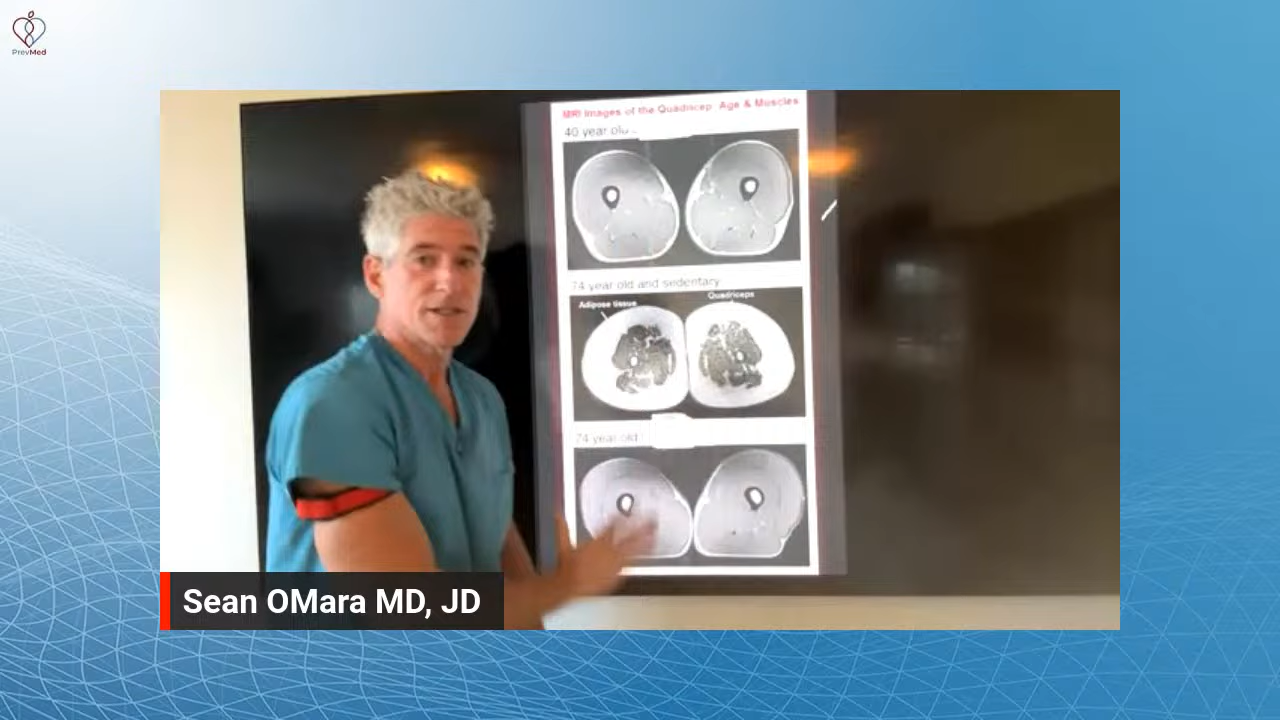 PrevMed
MRI Images of the Quadricep: Age & Muscles
40 year old
74 year old and sedentary
Adipose tissue
Quadriceps
74 year old
Sean OMara MD, JD